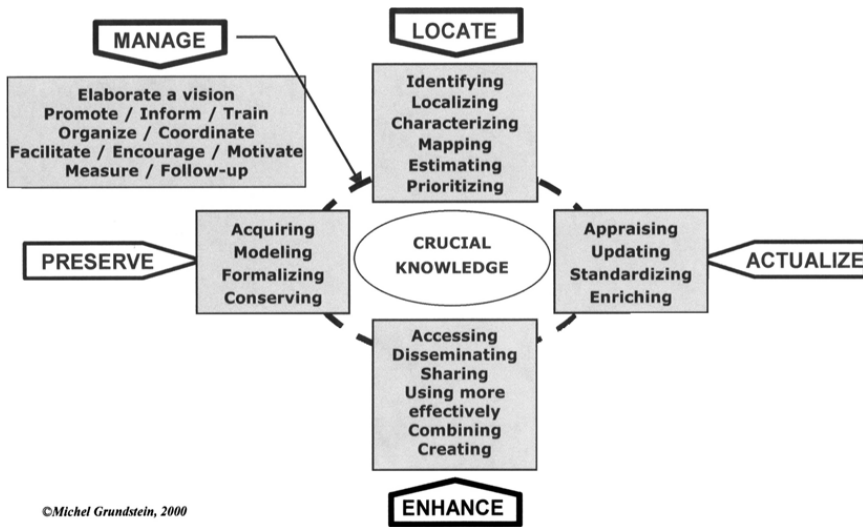 MANAGE
Elaborate a vision
Promote / Inform / Train
Organize / Coordinate
Facilitate / Encourage / Motivate
Measure / Follow-up
LOCATE
Identifying
Localizing
Characterizing
Mapping
Estimating
Prioritizing
PRESERVE
Acquiring
Modeling
Formalizing
Conserving
CRUCIAL
KNOWLEDGE
Appraising
Updating
Standardizing
Enriching
ACTUALIZE
Accessing
Disseminating
Sharing
Using more
effectively
Combining
Creating
ENHANCE
©Michel Grundstein, 2000